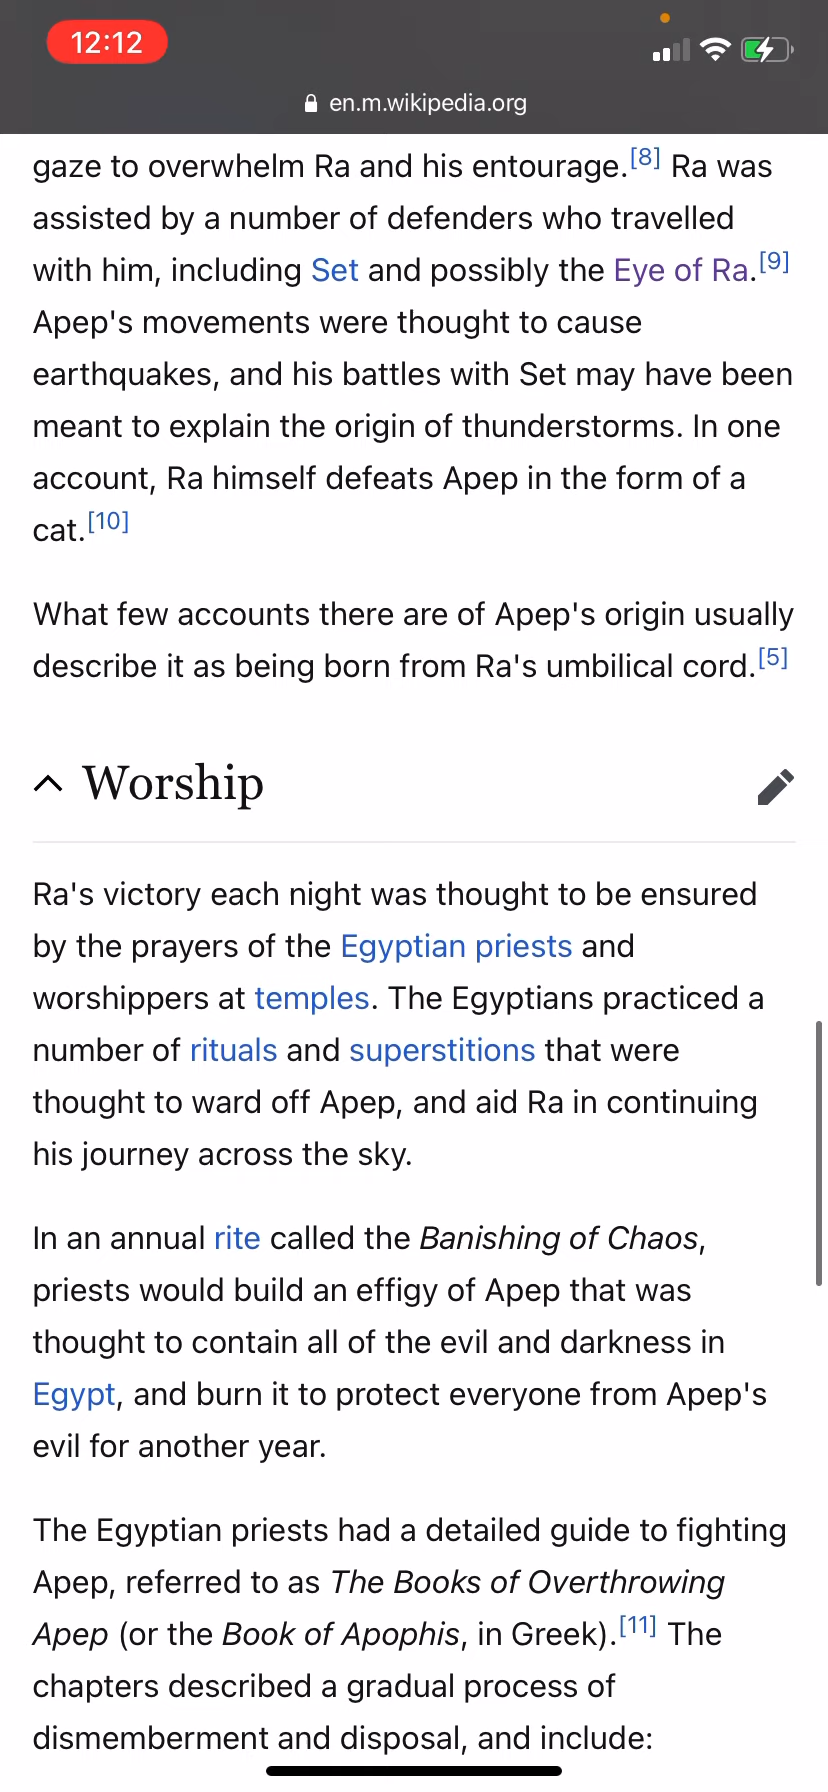 12:12
en.m.wikipedia.org
gaze to overwhelm Ra and his entourage.[8] Ra was
assisted by a number of defenders who travelled
with him, including Set and possibly the Eye of Ra.[9]
Apep's movements were thought to cause
earthquakes, and his battles with Set may have been
meant to explain the origin of thunderstorms. In one
account, Ra himself defeats Apep in the form of a
cat.[10]
What few accounts there are of Apep's origin usually
describe it as being born from Ra's umbilical cord.[5]
Worship
Ra's victory each night was thought to be ensured
by the prayers of the Egyptian priests and
worshippers at temples. The Egyptians practiced a
number of rituals and superstitions that were
thought to ward off Apep, and aid Ra in continuing
his journey across the sky.
In an annual rite called the Banishing of Chaos,
priests would build an effigy of Apep that was
thought to contain all of the evil and darkness in
Egypt, and burn it to protect everyone from Apep's
evil for another year.
The Egyptian priests had a detailed guide to fighting
Apep, referred to as The Books of Overthrowing
Apep (or the Book of Apophis, in Greek).[11] The
chapters described a gradual process of
dismemberment and disposal, and include: